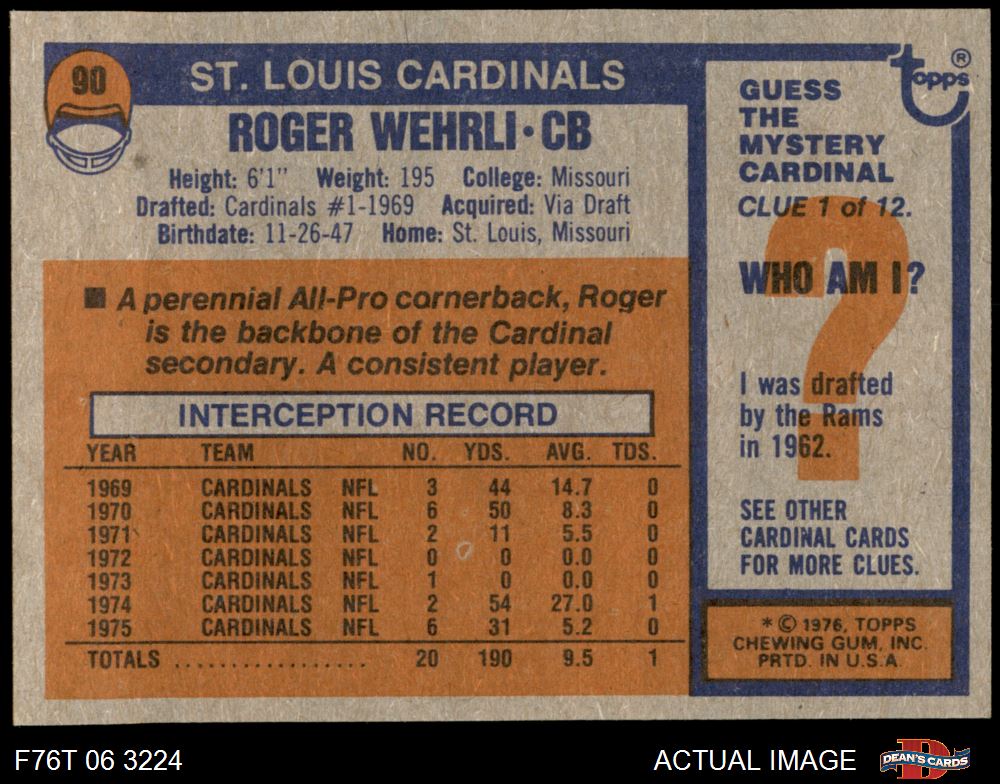 90
ST. LOUIS CARDINALS
ROGER WEHRLI·CB
Height: 6'1" Weight: 195 College: Missouri
Drafted: Cardinals #1-1969 Acquired: Via Draft
Birthdate: 11-26-47 Home: St. Louis, Missouri
■ A perennial All-Pro cornerback, Roger
is the backbone of the Cardinal
secondary. A consistent player.
INTERCEPTION RECORD
YEAR TEAM NO. YDS. AVG. TDS.
1969 CARDINALS NFL 3 44 14.7 0
1970 CARDINALS NFL 6 50 8.3 0
1971 CARDINALS NFL 2 11 5.5 0
1972 CARDINALS NFL 0 0 0.0 0
1973 CARDINALS NFL 1 0 0.0 0
1974 CARDINALS NFL 2 54 27.0 1
1975 CARDINALS NFL 6 31 5.2 0
TOTALS .................. 20 190 9.5 1
Topps®
GUESS
THE
MYSTERY
CARDINAL
CLUE 1 of 12.
?
WHO AM I?
I was drafted
by the Rams
in 1962.
SEE OTHER
CARDINAL CARDS
FOR MORE CLUES.
*© 1976, TOPPS
CHEWING GUM, INC.
PRTD. IN U.S.A.
F76T 06 3224
ACTUAL IMAGE
D
DEAN'S CARDS